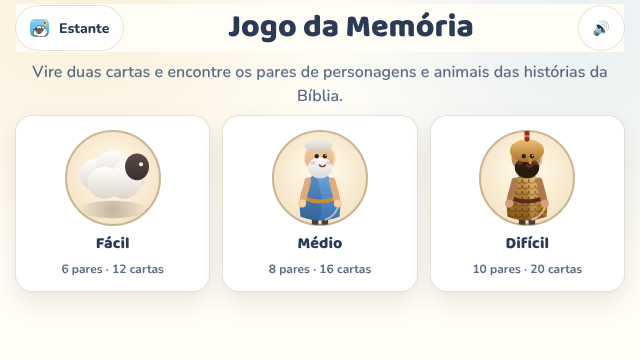 Estante
Jogo da Memória
Vire duas cartas e encontre os pares de personagens e animais das histórias da
Bíblia.
Fácil
6 pares · 12 cartas
Médio
8 pares · 16 cartas
Difícil
10 pares · 20 cartas